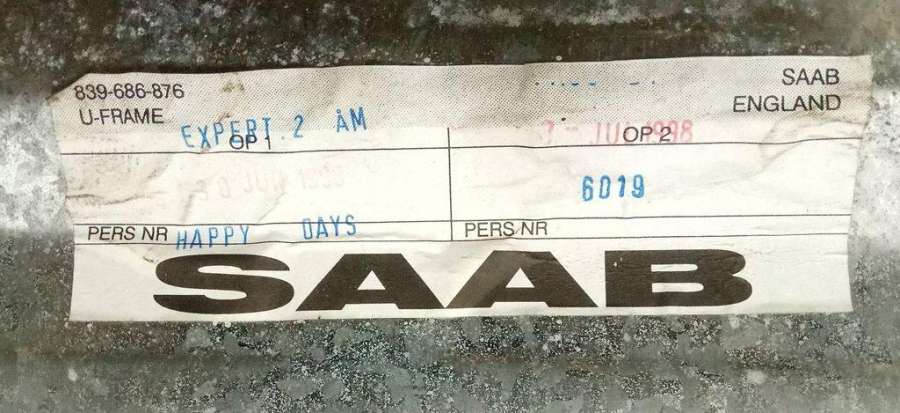 839-686-876
SAAB
U-FRAME
ENGLAND
EXPERT.2 AM
OP 1
OP 2
6019
PERS NR HAPPY DAYS
PERS NR
SAAB